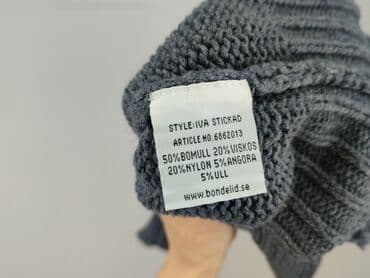 STYLE:IVA STICKAD
ARTICLE NO:6862013
50%BOMULL 20%VISKOS
20%NYLON 5%ANGORA
5%ULL
www.bondelid.se